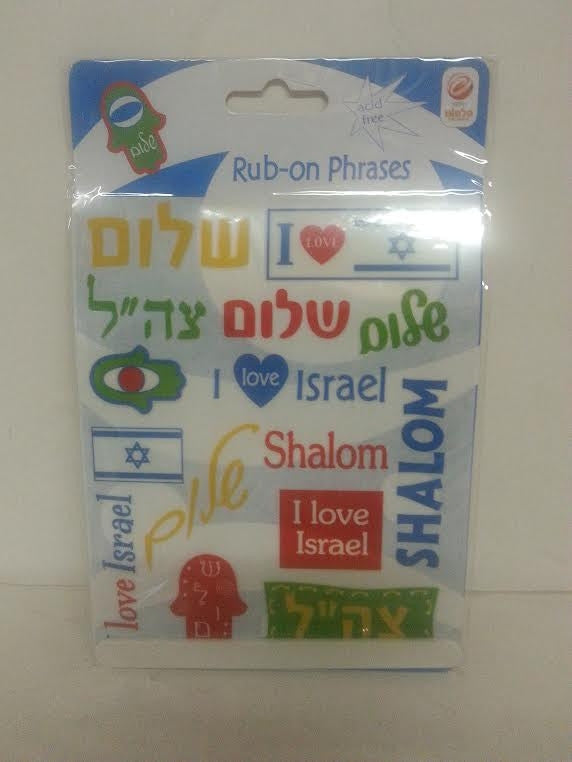 שלום
acid
free
Rub-on Phrases
שלום
I LOVE
צה"ל
שלום
שלום
I love Israel
SHALOM
שלום
Shalom
I love
Israel
love Israel
שלום
צה"ל